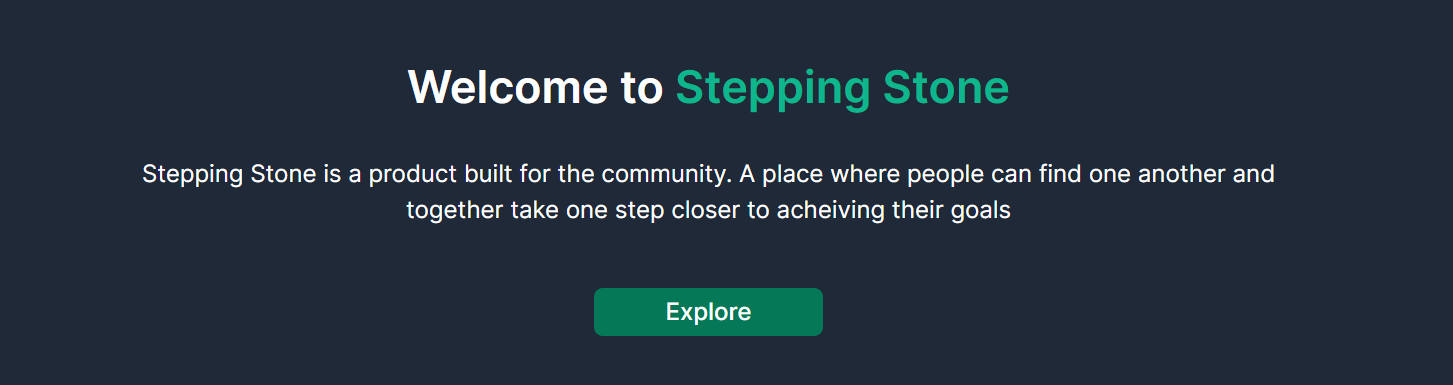 Welcome to Stepping Stone
Stepping Stone is a product built for the community. A place where people can find one another and
together take one step closer to acheiving their goals
Explore